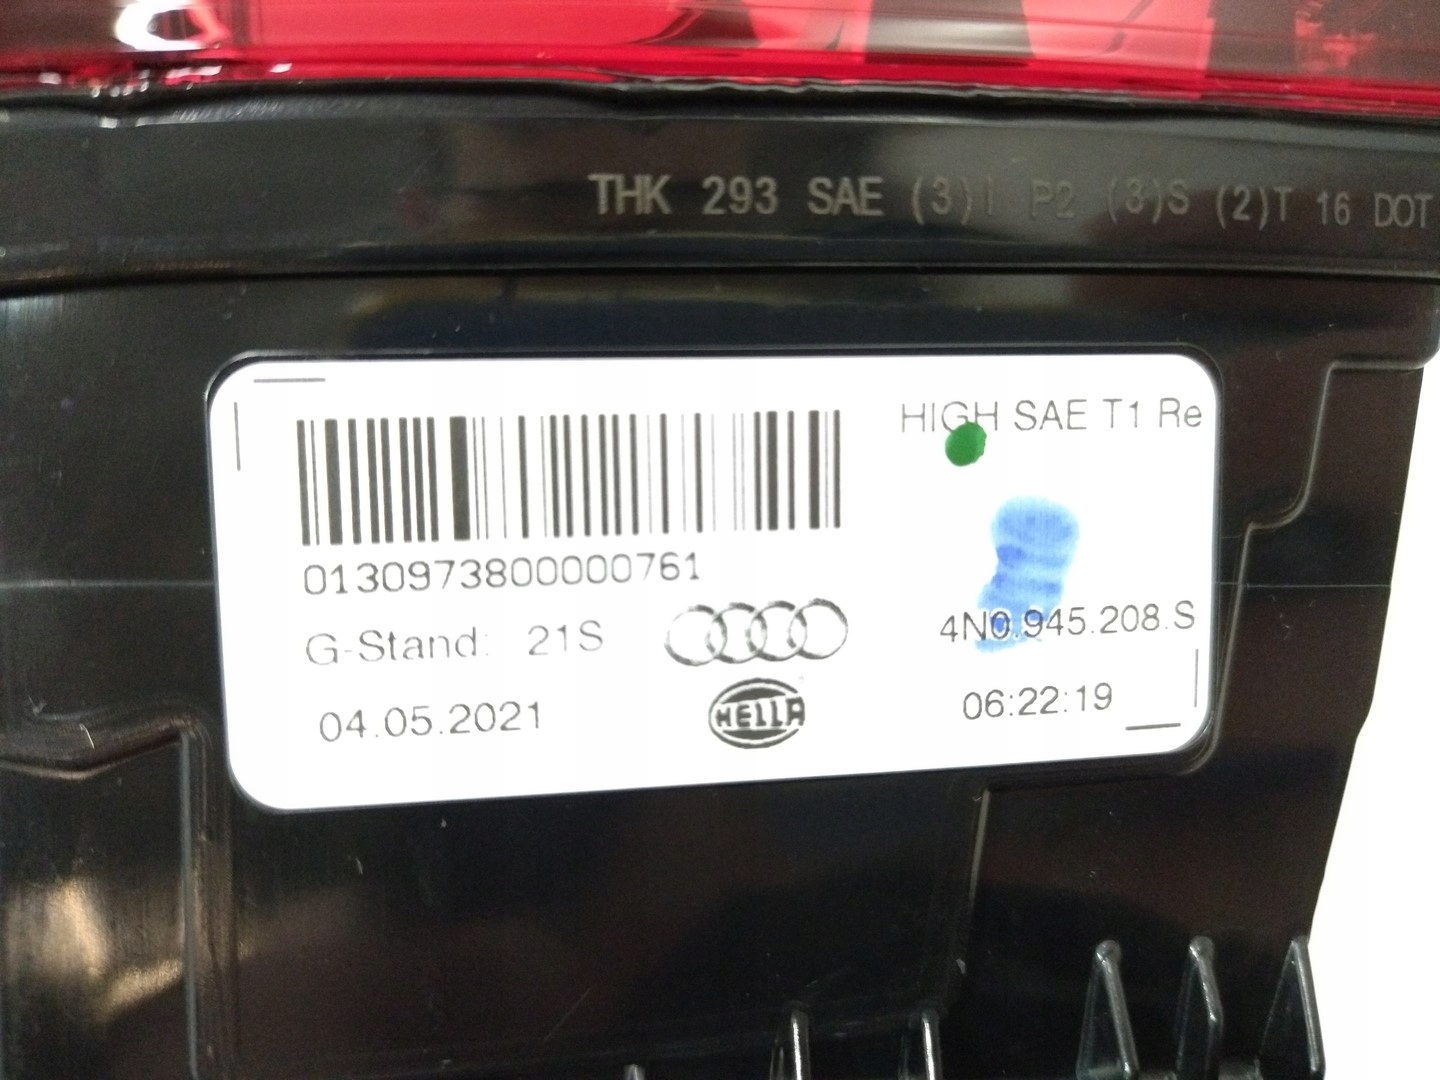 THK 293 SAE (3)I P2 (3)S (2)T 16 DOT
HIGH SAE T1 Re
0130973800000761
G-Stand: 21S
4N0.945.208.S
04.05.2021
HELLA
06:22:19